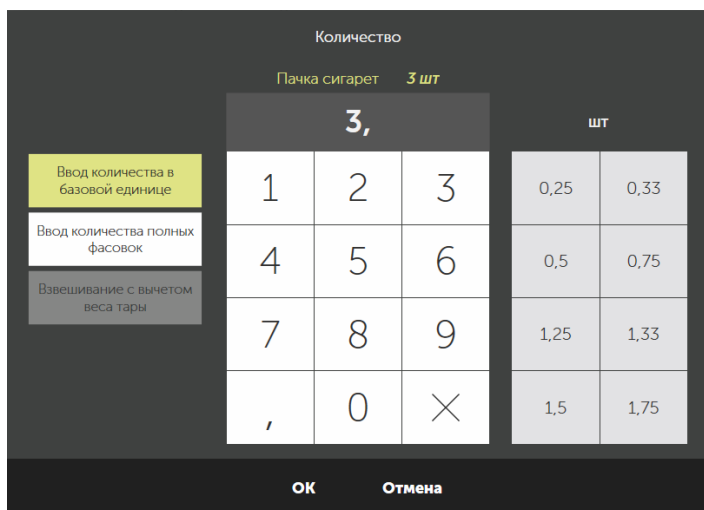 Количество
Пачка сигарет 3 шт
3,
шт
Ввод количества в
базовой единице
Ввод количества полных
фасовок
Взвешивание с вычетом
веса тары
1 2 3
4 5 6
7 8 9
, 0 ×
0,25 0,33
0,5 0,75
1,25 1,33
1,5 1,75
ОК Отмена